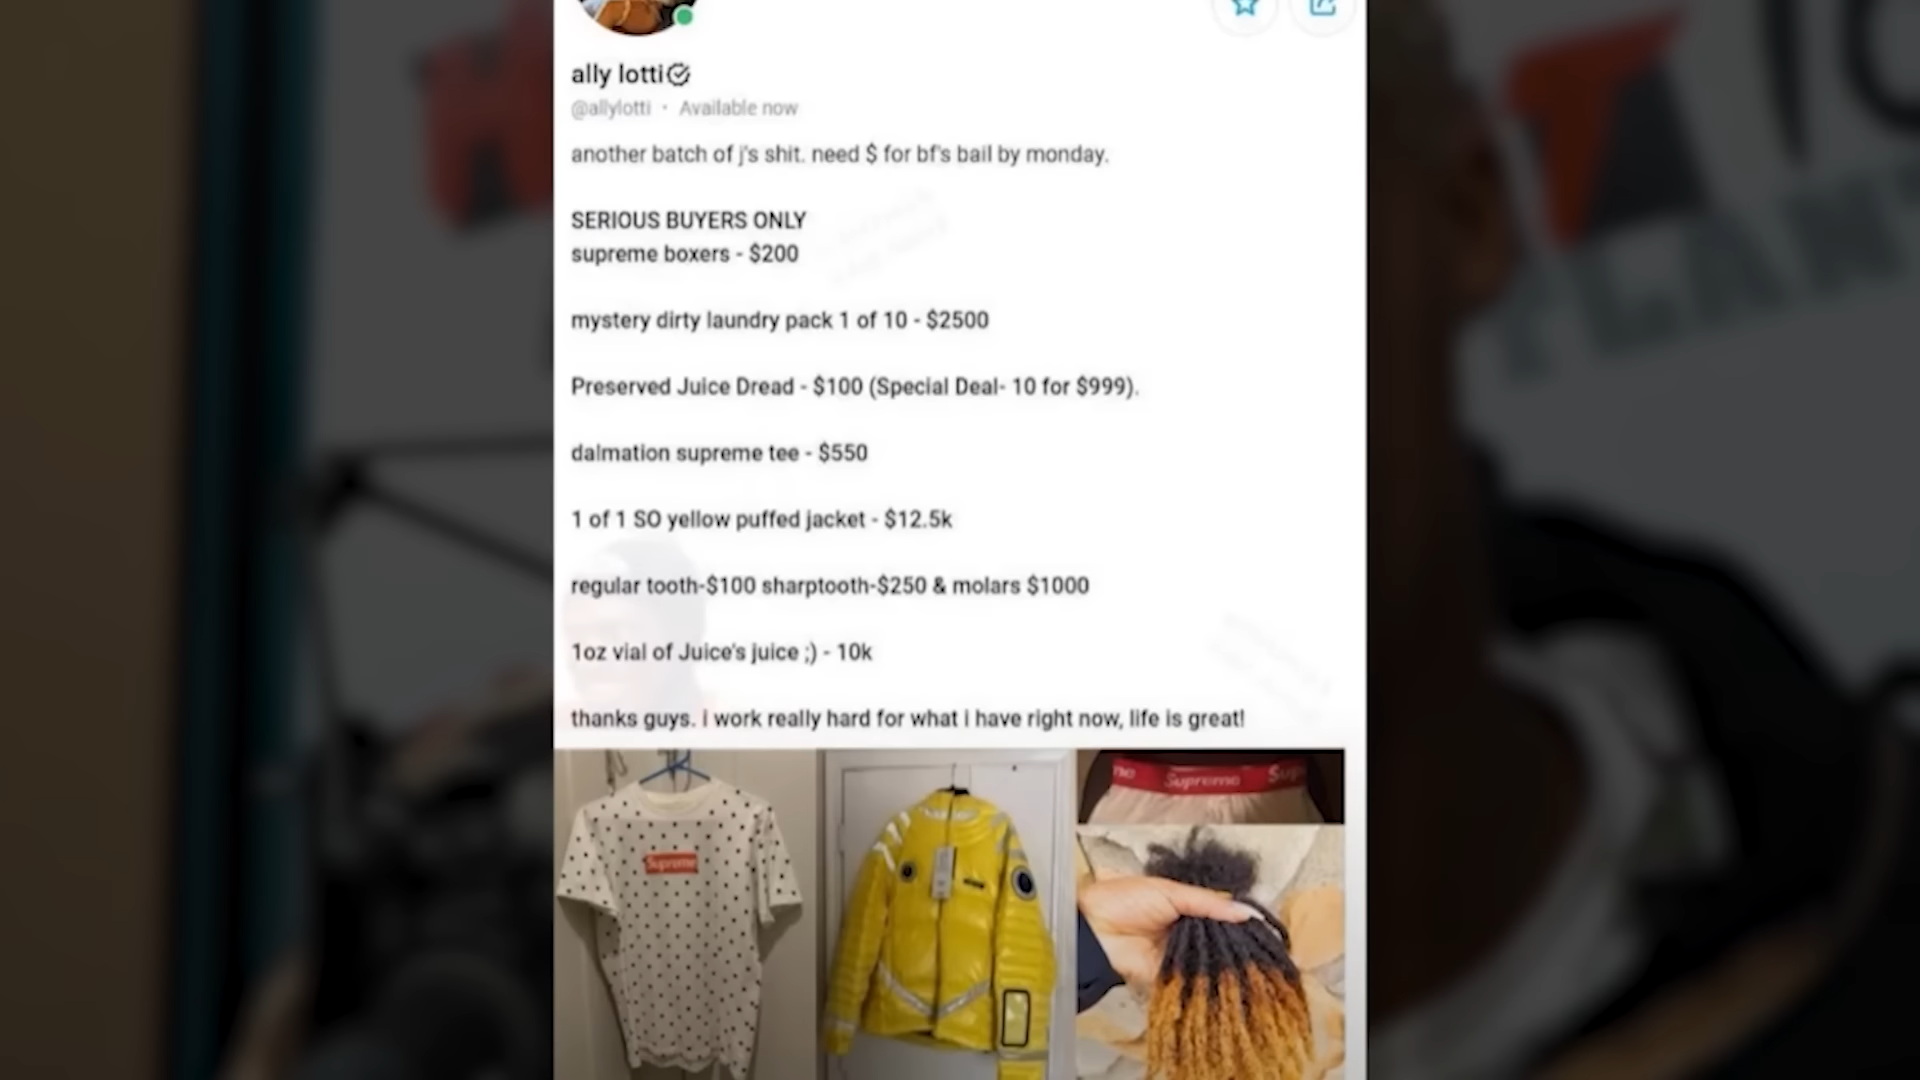 ally lotti
@allylotti • Available now
another batch of j's shit. need $ for bf's bail by monday.
SERIOUS BUYERS ONLY
supreme boxers - $200
mystery dirty laundry pack 1 of 10 - $2500
Preserved Juice Dread - $100 (Special Deal- 10 for $999).
dalmation supreme tee - $550
1 of 1 SO yellow puffed jacket - $12.5k
regular tooth-$100 sharptooth-$250 & molars $1000
1oz vial of Juice's juice ;) - 10k
thanks guys. i work really hard for what i have right now, life is great!
Supreme
Supreme